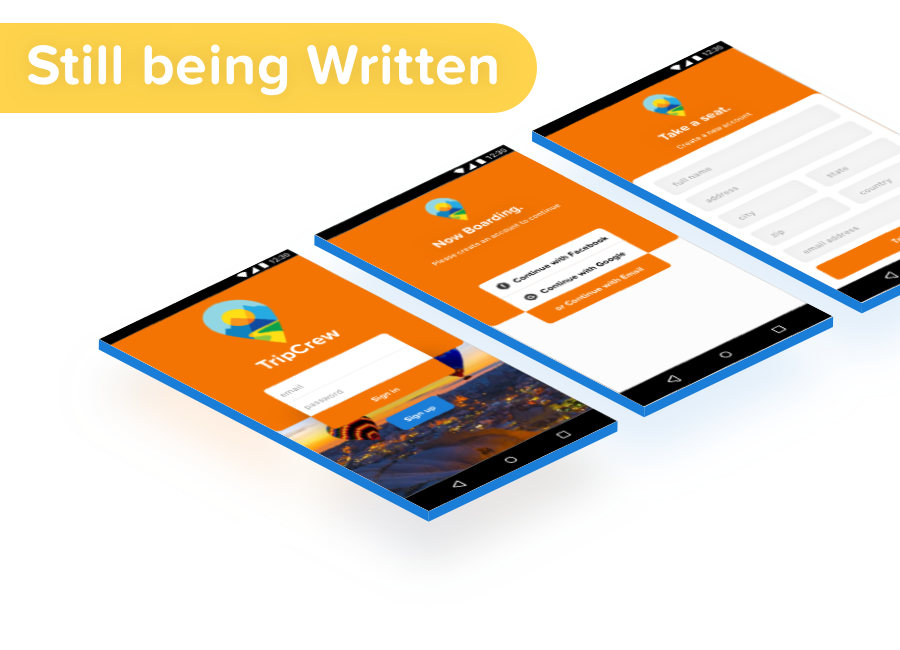 Still being Written
12:30
TripCrew
email
password
Sign in
Sign up
12:30
Now Boarding.
Please create an account to continue
Continue with Facebook
Continue with Google
or Continue with Email
12:30
Take a seat.
Create a new account
full name
address
city
state
zip
country
email address